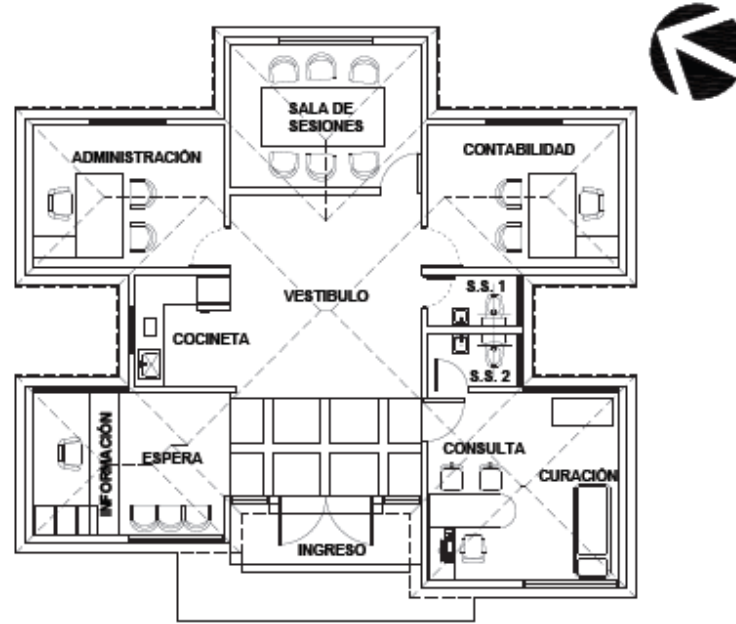 SALA DE
SESIONES
ADMINISTRACIÓN
CONTABILIDAD
VESTIBULO
S.S. 1
COCINETA
S.S. 2
INFORMACIÓN
ESPERA
CONSULTA
CURACIÓN
INGRESO